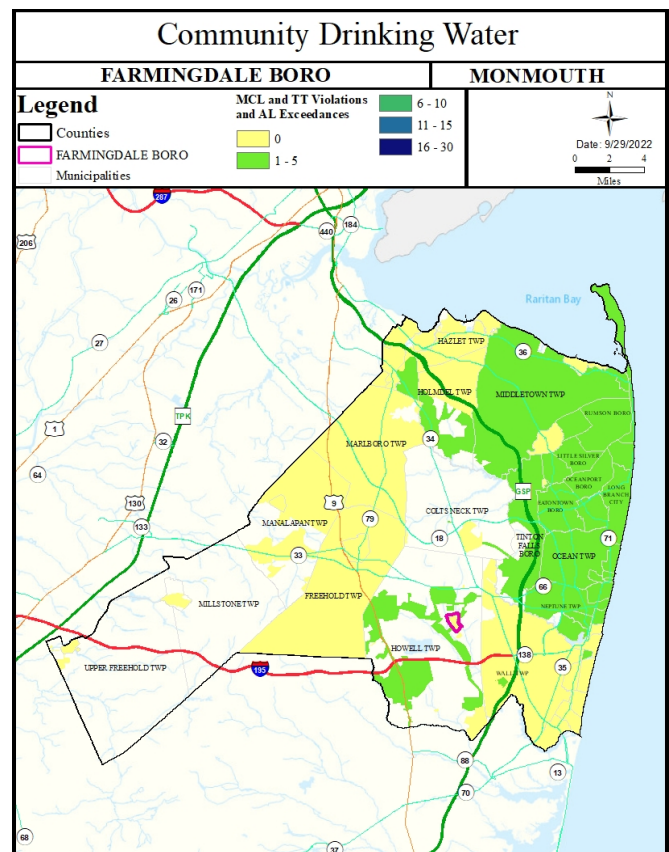 Community Drinking Water
FARMINGDALE BORO
MONMOUTH
Legend
Counties
FARMINGDALE BORO
Municipalities
MCL and TT Violations
and AL Exceedances
0
1 - 5
6 - 10
11 - 15
16 - 30
N
Date: 9/29/2022
0 2 4
Miles
287
206
440
184
171
26
27
Raritan Bay
HAZLET TWP
36
HOLMDEL TWP
MIDDLETOWN TWP
RUMSON BORO
TPK
1
32
MARLBORO TWP
34
LITTLE SILVER
BORO
64
OCEANPORT
BORO
GSP
LONG
BRANCH
CITY
130
9
EATONTOWN
BORO
133
MANALAPAN TWP
79
COLTS NECK TWP
18
TINTON
FALLS
BORO
71
33
OCEAN TWP
66
MILLSTONE TWP
FREEHOLD TWP
NEPTUNE TWP
HOWELL TWP
138
35
UPPER FREEHOLD TWP
195
WALL TWP
88
13
70
68
37